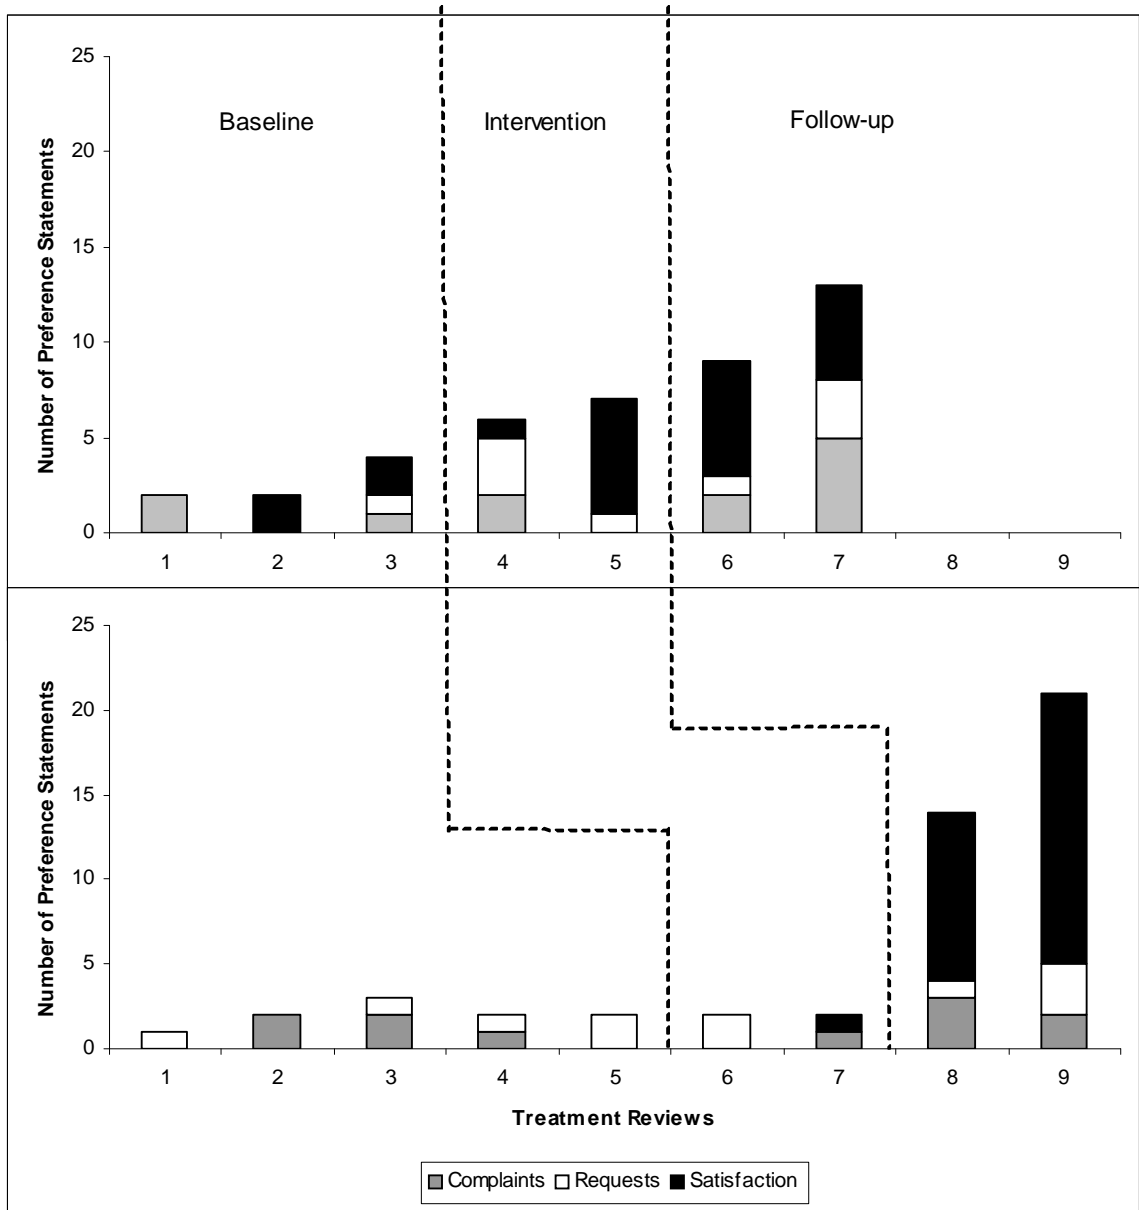 Number of Preference Statements
25
20
15
10
5
0
Baseline Intervention Follow-up
1 2 3 4 5 6 7 8 9
Number of Preference Statements
25
20
15
10
5
0
1 2 3 4 5 6 7 8 9
Treatment Reviews
Complaints Requests Satisfaction